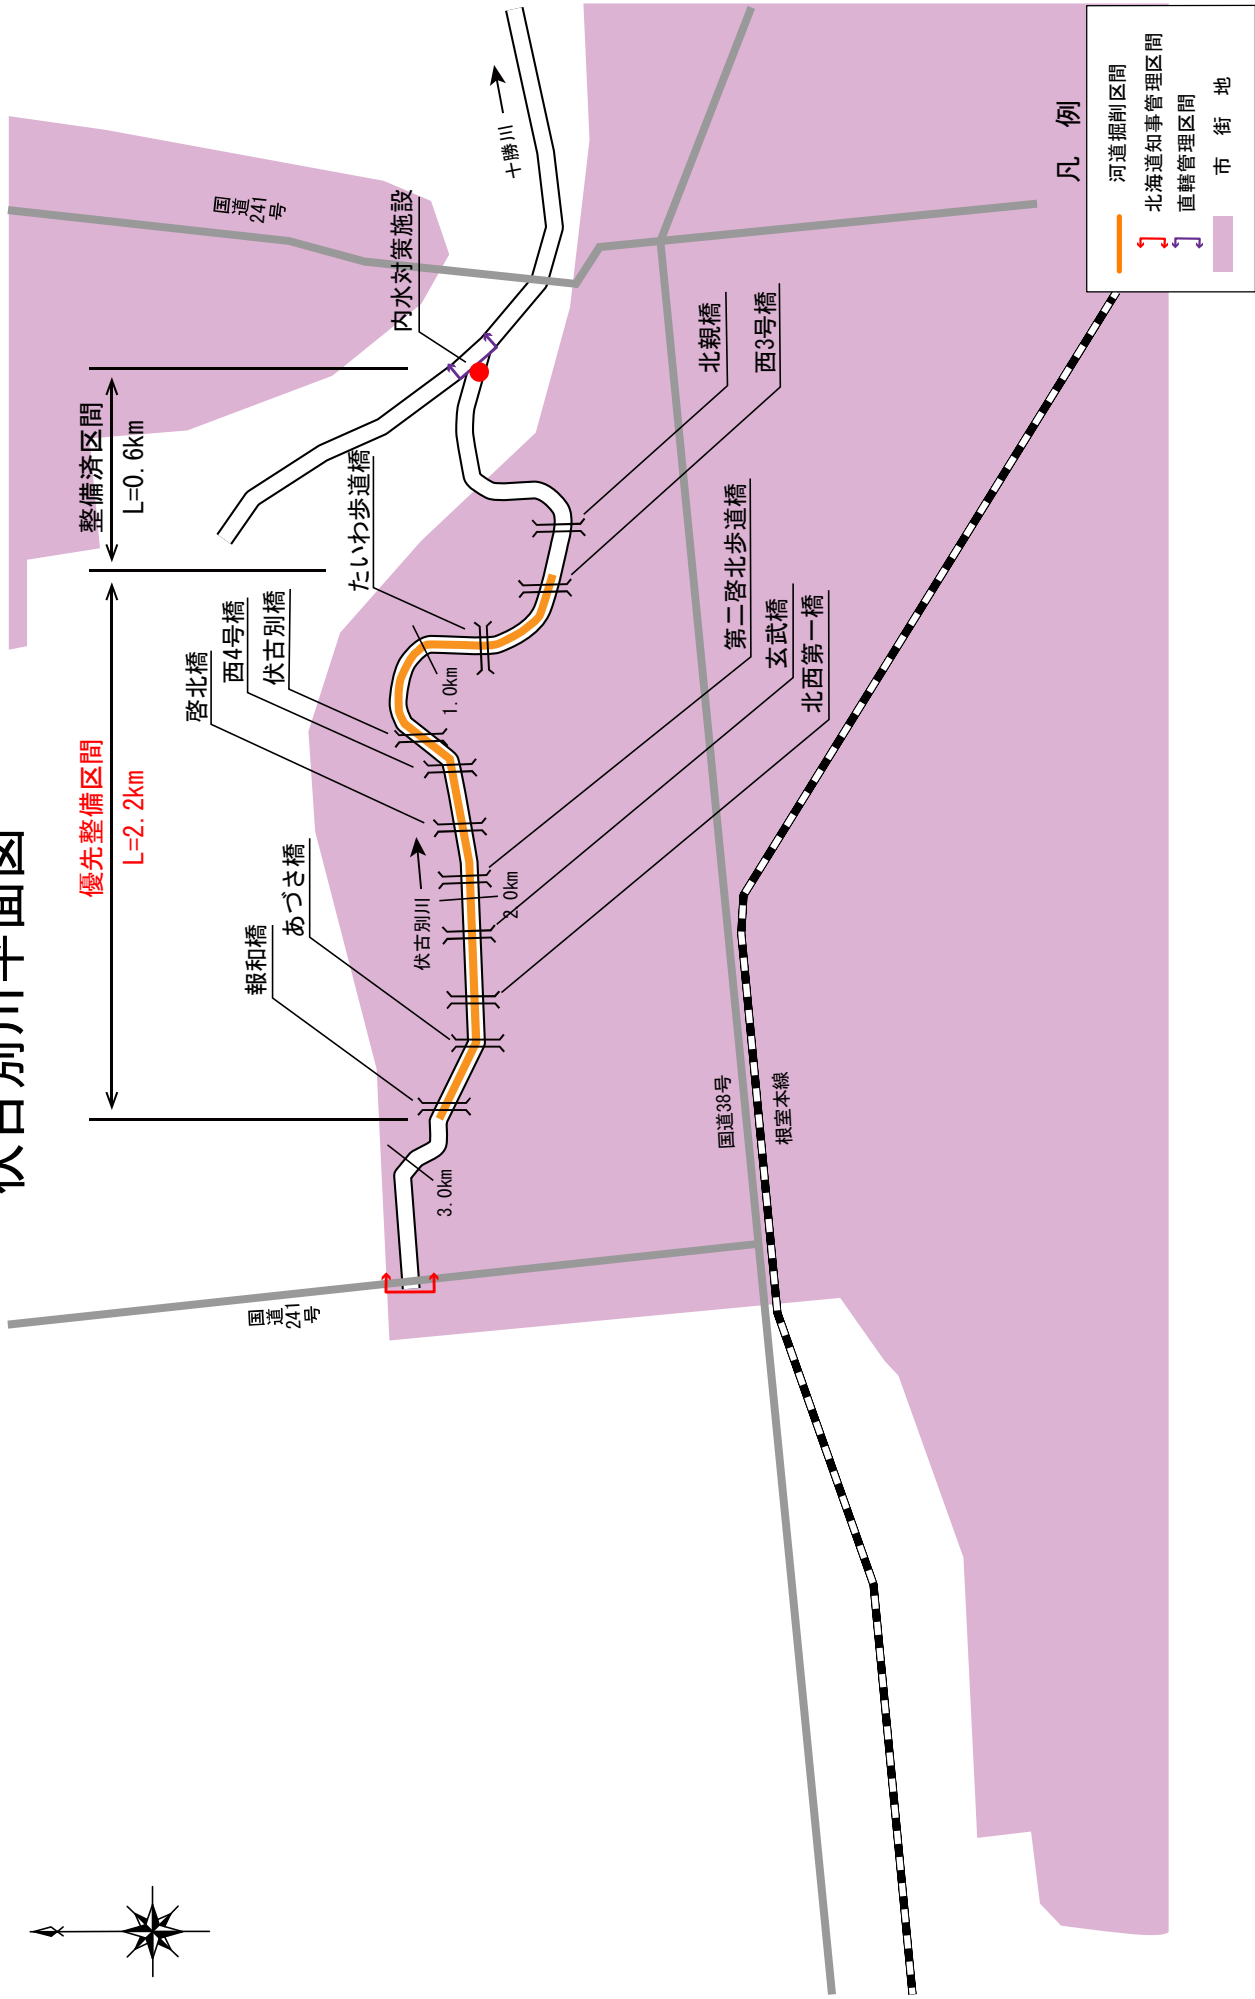 伏古別川平面図
優先整備区間
L=2.2km
整備済区間
L=0.6km
国道241号
報和橋
あづさ橋
啓北橋
西4号橋
伏古別橋
たいわ歩道橋
内水対策施設
国道241号
十勝川
3.0km
伏古別川
2.0km
1.0km
北西第一橋
玄武橋
第二啓北歩道橋
西3号橋
北親橋
国道38号
根室本線
凡 例
河道掘削区間
北海道知事管理区間
直轄管理区間
市 街 地